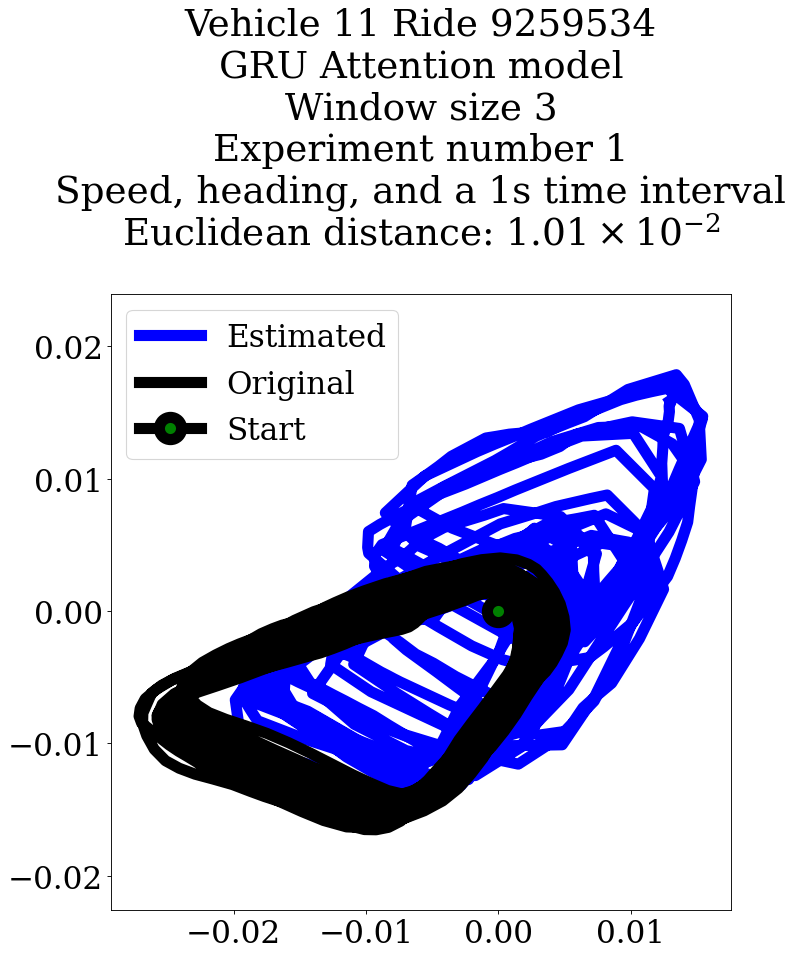 Vehicle 11 Ride 9259534
GRU Attention model
Window size 3
Experiment number 1
Speed, heading, and a 1s time interval
Euclidean distance: 1.01 × 10⁻²
Estimated
Original
Start
0.02
0.01
0.00
−0.01
−0.02
−0.02 −0.01 0.00 0.01